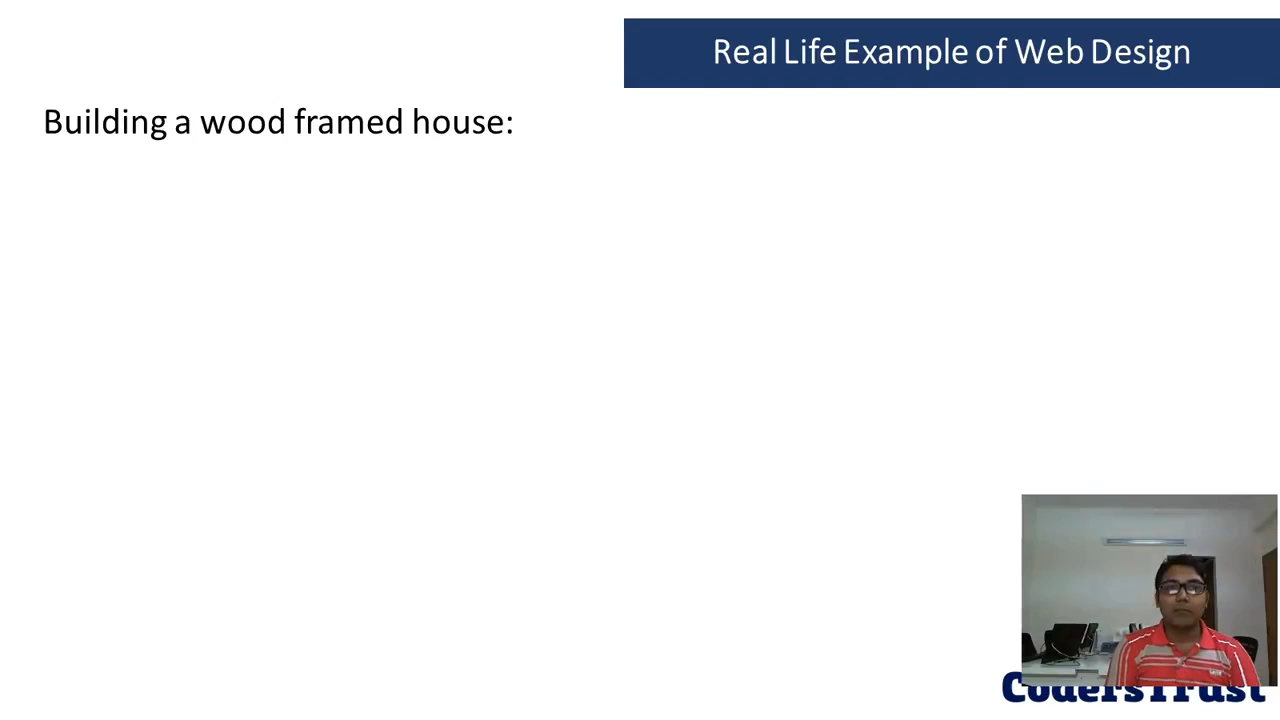 Real Life Example of Web Design
Building a wood framed house:
CodersTrust